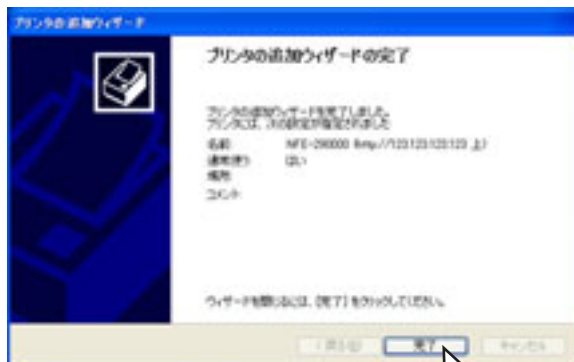 プリンタの追加ウィザード
プリンタの追加ウィザードの完了
プリンタの追加ウィザードを完了しました。
プリンタには、次の設定が指定されました
名前:
通常使う: はい
場所:
コメント:
ウィザードを閉じるには、[完了] をクリックしてください。
< 戻る(B) 完了 キャンセル